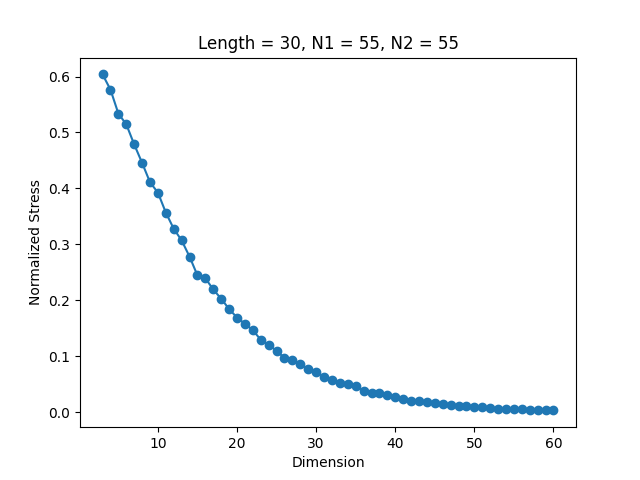 Length = 30, N1 = 55, N2 = 55
Normalized Stress
0.6
0.5
0.4
0.3
0.2
0.1
0.0
10 20 30 40 50 60
Dimension